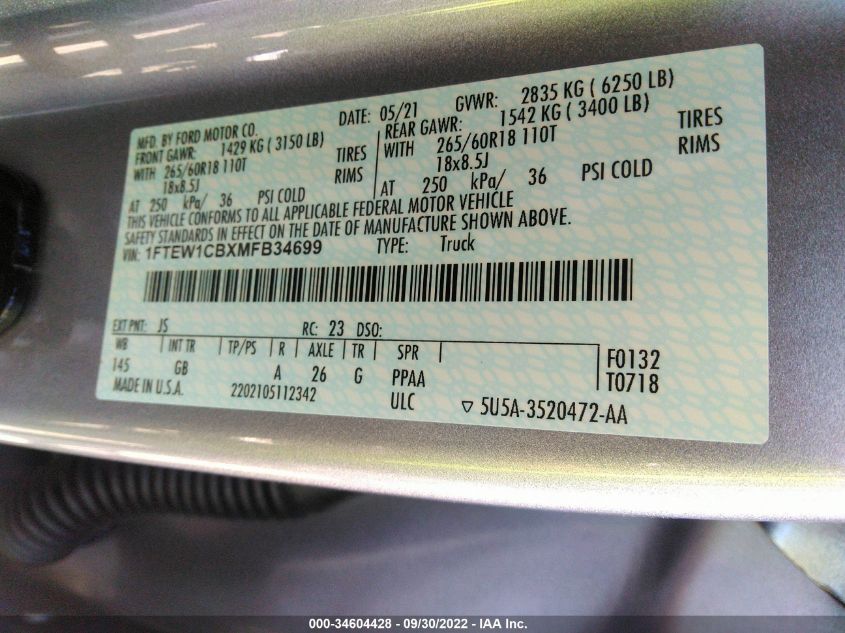 MFD. BY FORD MOTOR CO. DATE: 05/21 GVWR: 2835 KG ( 6250 LB)
FRONT GAWR: 1429 KG ( 3150 LB) REAR GAWR: 1542 KG ( 3400 LB)
WITH 265/60R18 110T TIRES WITH 265/60R18 110T TIRES
18x8.5J RIMS 18x8.5J RIMS
AT 250 kPa/ 36 PSI COLD AT 250 kPa/ 36 PSI COLD
THIS VEHICLE CONFORMS TO ALL APPLICABLE FEDERAL MOTOR VEHICLE
SAFETY STANDARDS IN EFFECT ON THE DATE OF MANUFACTURE SHOWN ABOVE.
VIN: 1FTEW1CBXMFB34699 TYPE: Truck
EXT PNT: JS RC: 23 DSO:
WB INT TR TP/PS R AXLE TR SPR F0132
145 GB A 26 G PPAA T0718
MADE IN U.S.A. 2202105112342 ULC ▽ 5U5A-3520472-AA
000-34604428 - 09/30/2022 - IAA Inc.